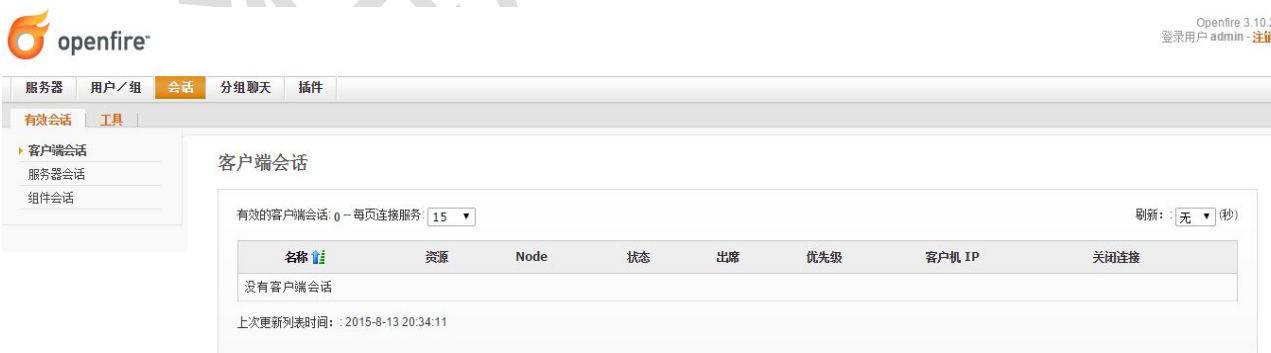 openfire™
Openfire 3.10.2
登录用户 admin - 注销
服务器 用户／组 会话 分组聊天 插件
有效会话 工具
客户端会话
服务器会话
组件会话
客户端会话
有效的客户端会话: 0 -- 每页连接服务: 15
刷新：: 无 (秒)
名称 资源 Node 状态 出席 优先级 客户机 IP 关闭连接
没有客户端会话
上次更新列表时间：: 2015-8-13 20:34:11